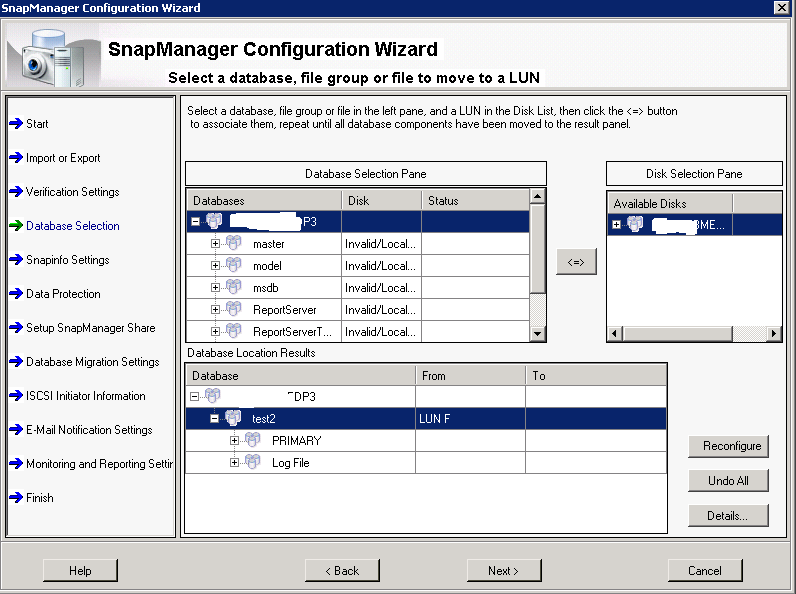 SnapManager Configuration Wizard
SnapManager Configuration Wizard
Select a database, file group or file to move to a LUN
Start
Import or Export
Verification Settings
Database Selection
Snapinfo Settings
Data Protection
Setup SnapManager Share
Database Migration Settings
ISCSI Initiator Information
E-Mail Notification Settings
Monitoring and Reporting Settir
Finish
Select a database, file group or file in the left pane, and a LUN in the Disk List, then click the <=> button
to associate them, repeat until all database components have been moved to the result panel.
Database Selection Pane
Databases Disk Status
P3
master Invalid/Local...
model Invalid/Local...
msdb Invalid/Local...
ReportServer Invalid/Local...
ReportServerT... Invalid/Local...
<=>
Disk Selection Pane
Available Disks
ME...
Database Location Results
Database From To
DP3
test2 LUN F
PRIMARY
Log File
Reconfigure
Undo All
Details...
Help
< Back
Next >
Cancel